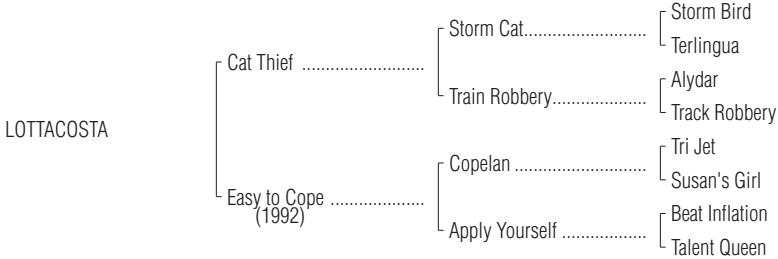 Storm Bird
Storm Cat..........................
Terlingua
Cat Thief ..........................
Alydar
Train Robbery....................
Track Robbery
LOTTACOSTA
Tri Jet
Copelan ............................
Susan's Girl
Easy to Cope ....................
(1992)
Beat Inflation
Apply Yourself ..................
Talent Queen